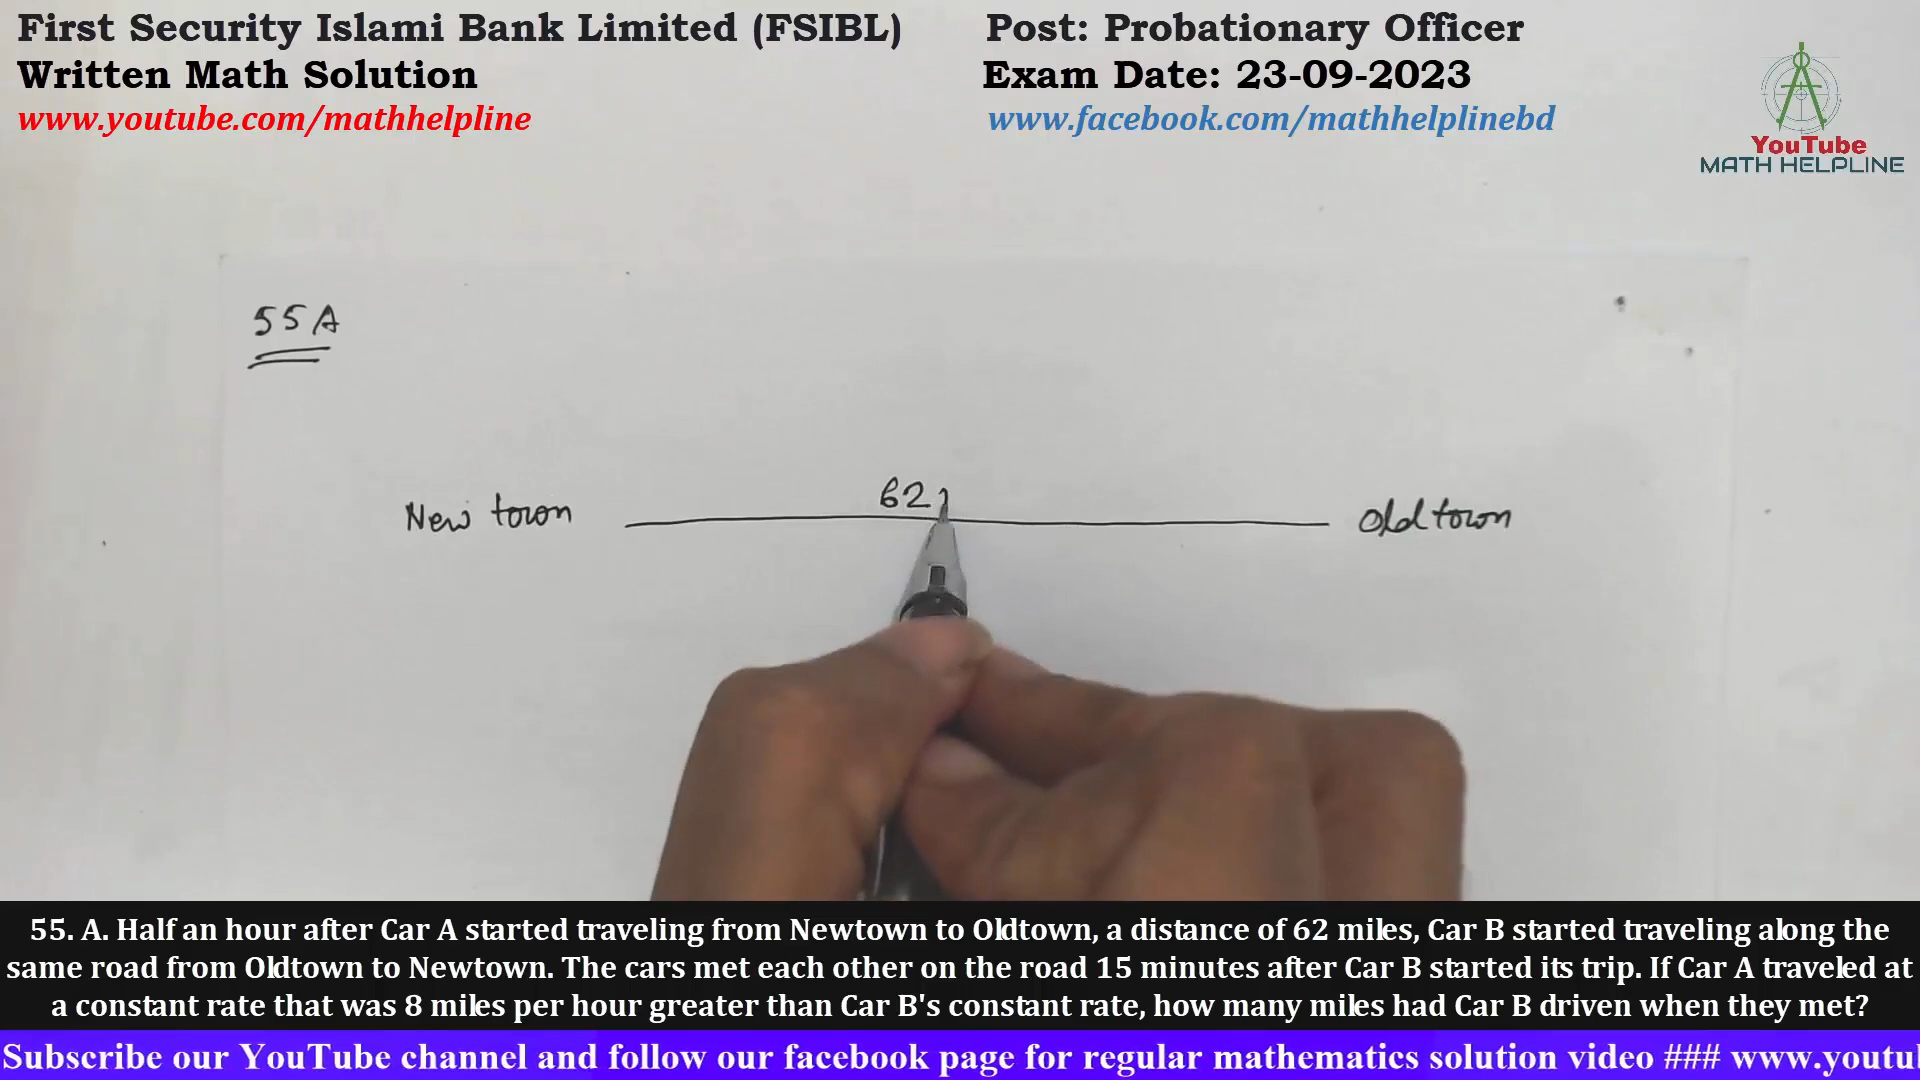 First Security Islami Bank Limited (FSIBL)
Post: Probationary Officer
Written Math Solution
Exam Date: 23-09-2023
www.youtube.com/mathhelpline
www.facebook.com/mathhelplinebd
YouTube
MATH HELPLINE
55 A
New town
62
Oldtown
55. A. Half an hour after Car A started traveling from Newtown to Oldtown, a distance of 62 miles, Car B started traveling along the
same road from Oldtown to Newtown. The cars met each other on the road 15 minutes after Car B started its trip. If Car A traveled at
a constant rate that was 8 miles per hour greater than Car B's constant rate, how many miles had Car B driven when they met?
Subscribe our YouTube channel and follow our facebook page for regular mathematics solution video ### www.youtu